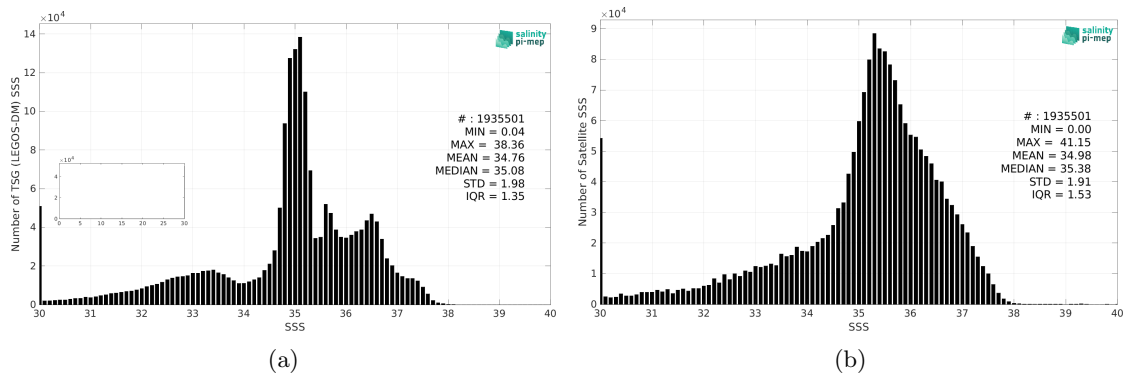 ×10⁴
14
12
10
8
6
4
2
0
Number of TSG (LEGOS-DM) SSS
salinity
pi-mep
# : 1935501
MIN = 0.04
MAX = 38.36
MEAN = 34.76
MEDIAN = 35.08
STD = 1.98
IQR = 1.35
×10⁴
4
2
0
0 5 10 15 20 25 30
30 31 32 33 34 35 36 37 38 39 40
SSS
(a)
×10⁴
9
8
7
6
5
4
3
2
1
0
Number of Satellite SSS
salinity
pi-mep
# : 1935501
MIN = 0.00
MAX = 41.15
MEAN = 34.98
MEDIAN = 35.38
STD = 1.91
IQR = 1.53
30 31 32 33 34 35 36 37 38 39 40
SSS
(b)